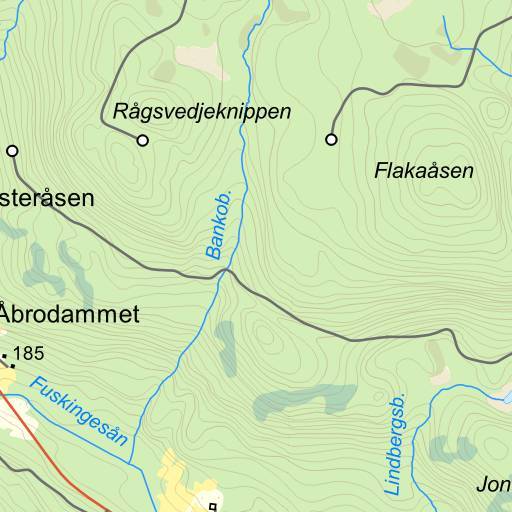 Rågsvedjeknippen
Flakaåsen
steråsen
Bankob.
Åbrodammet
185
Fuskingesån
Lindbergsb.
Jon